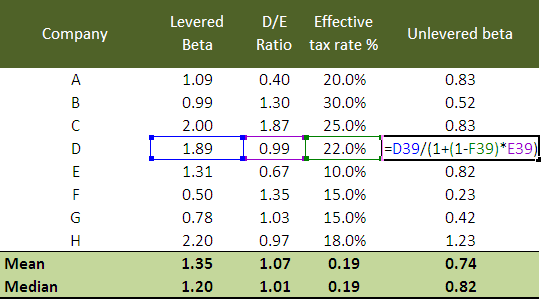 Company Levered Beta D/E Ratio Effective tax rate % Unlevered beta
A 1.09 0.40 20.0% 0.83
B 0.99 1.30 30.0% 0.52
C 2.00 1.87 25.0% 0.83
D 1.89 0.99 22.0% =D39/(1+(1-F39)*E39)
E 1.31 0.67 10.0% 0.82
F 0.50 1.35 15.0% 0.23
G 0.78 1.03 15.0% 0.42
H 2.20 0.97 18.0% 1.23
Mean 1.35 1.07 0.19 0.74
Median 1.20 1.01 0.19 0.82